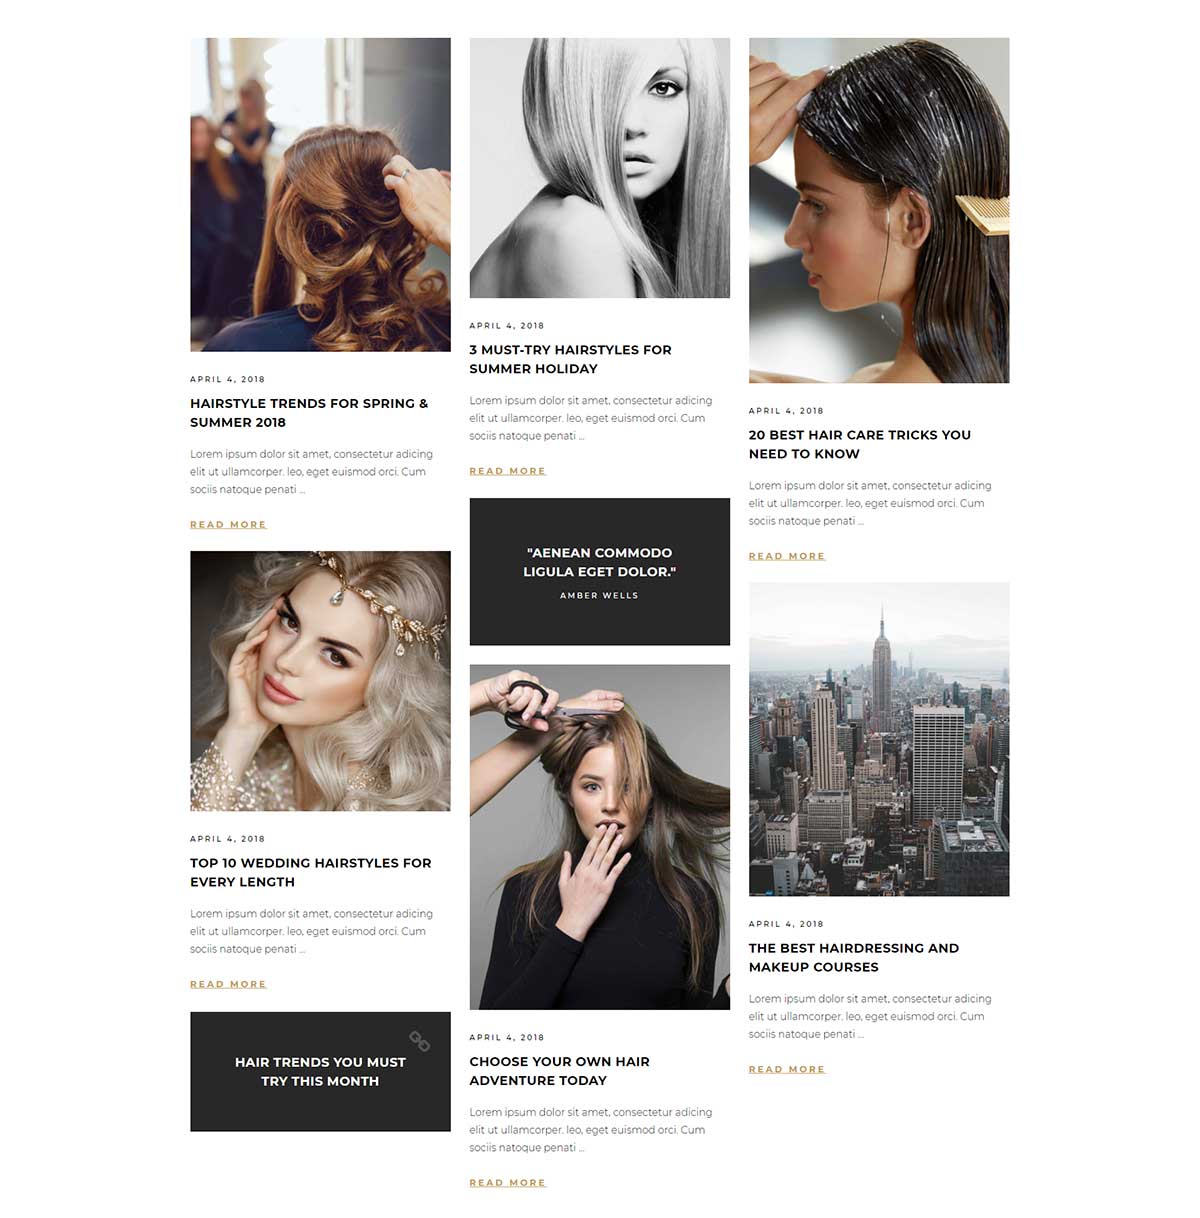 APRIL 4, 2018
HAIRSTYLE TRENDS FOR SPRING &
SUMMER 2018
Lorem ipsum dolor sit amet, consectetur adicing
elit ut ullamcorper. leo, eget euismod orci. Cum
sociis natoque penati ...
READ MORE
APRIL 4, 2018
TOP 10 WEDDING HAIRSTYLES FOR
EVERY LENGTH
Lorem ipsum dolor sit amet, consectetur adicing
elit ut ullamcorper. leo, eget euismod orci. Cum
sociis natoque penati ...
READ MORE
HAIR TRENDS YOU MUST
TRY THIS MONTH
APRIL 4, 2018
3 MUST-TRY HAIRSTYLES FOR
SUMMER HOLIDAY
Lorem ipsum dolor sit amet, consectetur adicing
elit ut ullamcorper. leo, eget euismod orci. Cum
sociis natoque penati ...
READ MORE
"AENEAN COMMODO
LIGULA EGET DOLOR."
AMBER WELLS
APRIL 4, 2018
CHOOSE YOUR OWN HAIR
ADVENTURE TODAY
Lorem ipsum dolor sit amet, consectetur adicing
elit ut ullamcorper. leo, eget euismod orci. Cum
sociis natoque penati ...
READ MORE
APRIL 4, 2018
20 BEST HAIR CARE TRICKS YOU
NEED TO KNOW
Lorem ipsum dolor sit amet, consectetur adicing
elit ut ullamcorper. leo, eget euismod orci. Cum
sociis natoque penati ...
READ MORE
APRIL 4, 2018
THE BEST HAIRDRESSING AND
MAKEUP COURSES
Lorem ipsum dolor sit amet, consectetur adicing
elit ut ullamcorper. leo, eget euismod orci. Cum
sociis natoque penati ...
READ MORE